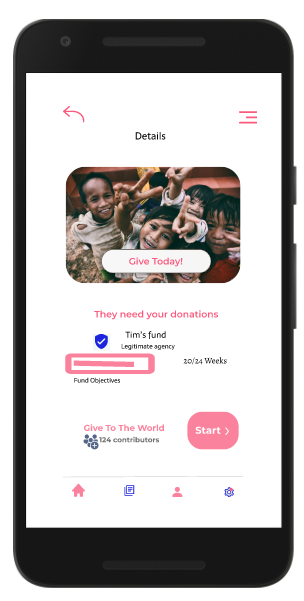 Details
Give Today!
They need your donations
Tim's fund
Legitimate agency
20/24 Weeks
Fund Objectives
Give To The World
124 contributors
Start